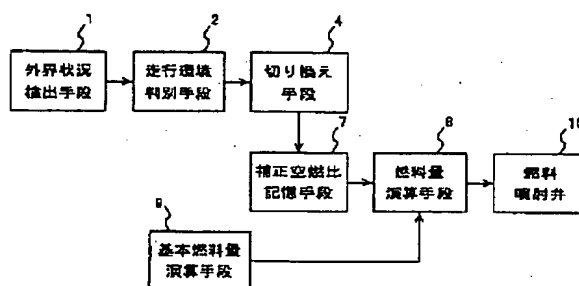 1
2
4
外界状況
検出手段
走行環境
判別手段
切り換え
手段
7
8
10
補正空燃比
記憶手段
燃料量
演算手段
燃料
噴射弁
9
基本燃料量
演算手段